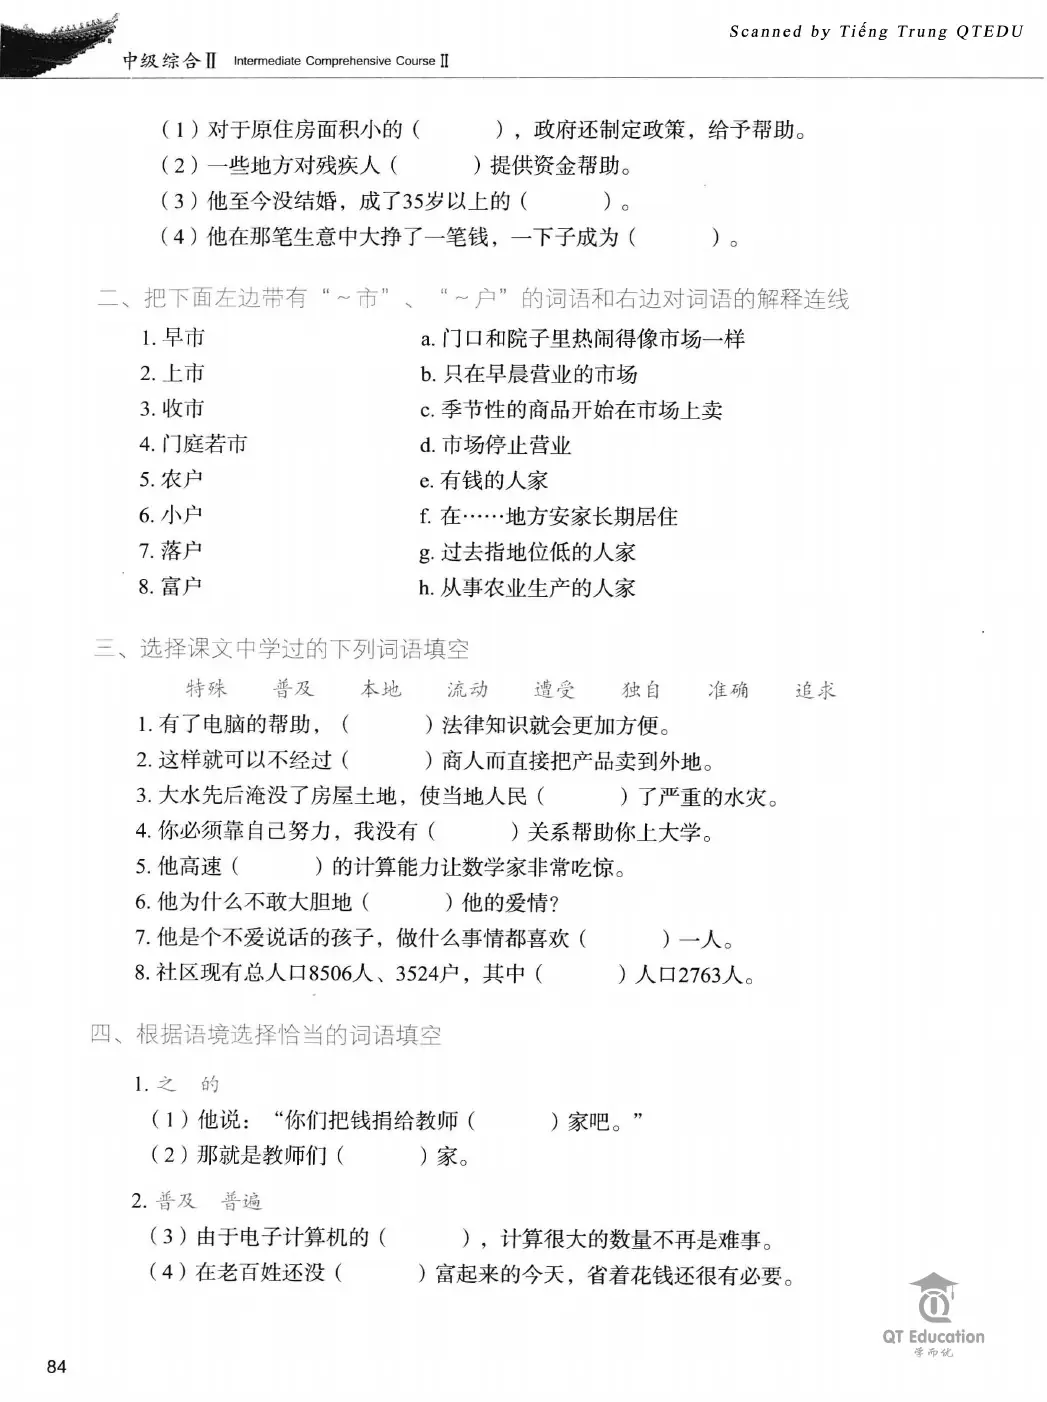 Scanned by Tiếng Trung QTEDU
中级综合Ⅱ Intermediate Comprehensive Course Ⅱ
（1）对于原住房面积小的（　　　），政府还制定政策，给予帮助。
（2）一些地方对残疾人（　　　）提供资金帮助。
（3）他至今没结婚，成了35岁以上的（　　　）。
（4）他在那笔生意中大挣了一笔钱，一下子成为（　　　）。
二、把下面左边带有“～市”、“～户”的词语和右边对词语的解释连线
1. 早市　　　a. 门口和院子里热闹得像市场一样
2. 上市　　　b. 只在早晨营业的市场
3. 收市　　　c. 季节性的商品开始在市场上卖
4. 门庭若市　　　d. 市场停止营业
5. 农户　　　e. 有钱的人家
6. 小户　　　f. 在……地方安家长期居住
7. 落户　　　g. 过去指地位低的人家
8. 富户　　　h. 从事农业生产的人家
三、选择课文中学过的下列词语填空
特殊　普及　本地　流动　遭受　独自　准确　追求
1. 有了电脑的帮助，（　　　）法律知识就会更加方便。
2. 这样就可以不经过（　　　）商人而直接把产品卖到外地。
3. 大水先后淹没了房屋土地，使当地人民（　　　）了严重的水灾。
4. 你必须靠自己努力，我没有（　　　）关系帮助你上大学。
5. 他高速（　　　）的计算能力让数学家非常吃惊。
6. 他为什么不敢大胆地（　　　）他的爱情？
7. 他是个不爱说话的孩子，做什么事情都喜欢（　　　）一人。
8. 社区现有总人口8506人、3524户，其中（　　　）人口2763人。
四、根据语境选择恰当的词语填空
1. 之　的
（1）他说：“你们把钱捐给教师（　　　）家吧。”
（2）那就是教师们（　　　）家。
2. 普及　普遍
（3）由于电子计算机的（　　　），计算很大的数量不再是难事。
（4）在老百姓还没（　　　）富起来的今天，省着花钱还很有必要。
QT Education
学而优
84